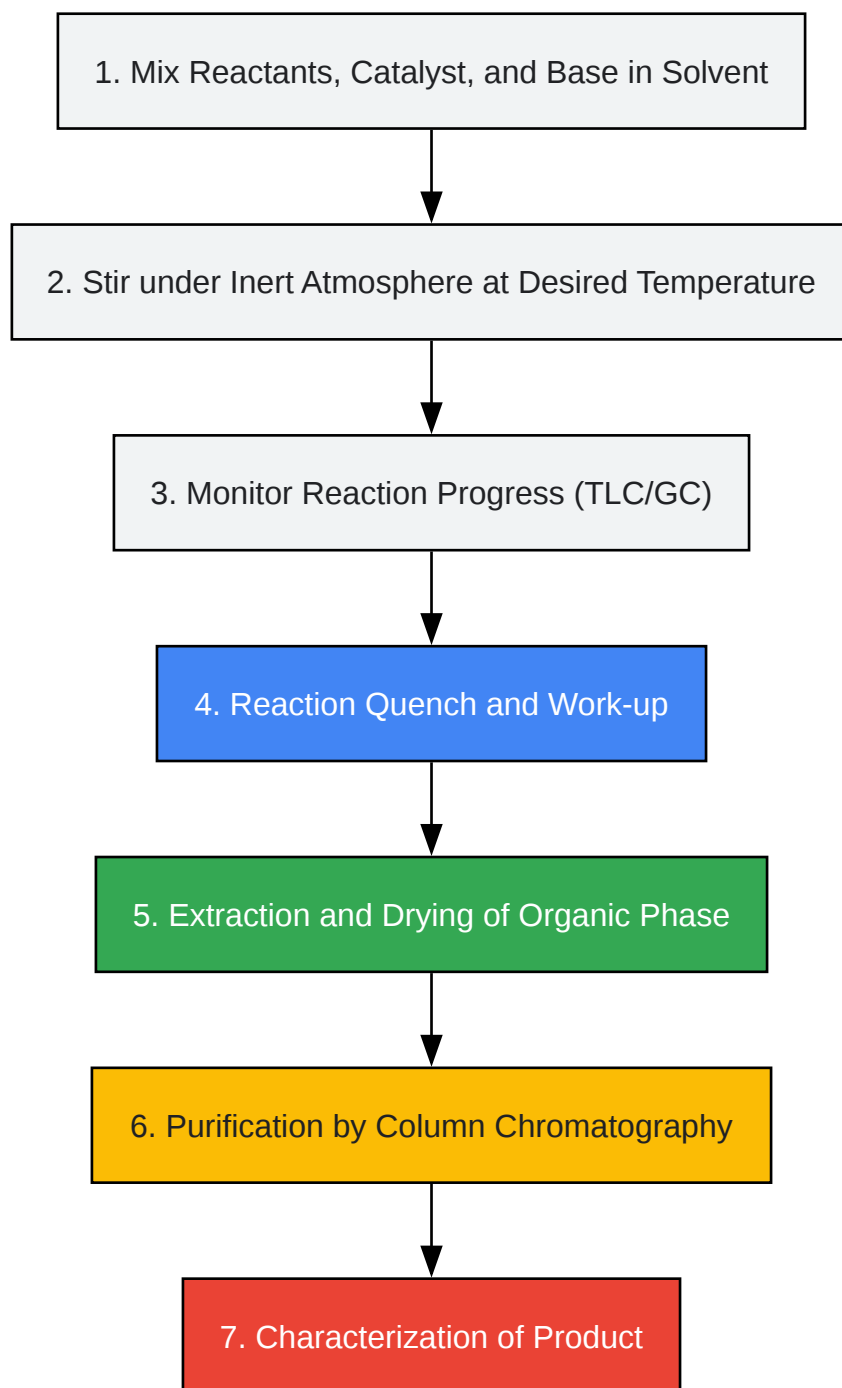 1. Mix Reactants, Catalyst, and Base in Solvent
2. Stir under Inert Atmosphere at Desired Temperature
3. Monitor Reaction Progress (TLC/GC)
4. Reaction Quench and Work-up
5. Extraction and Drying of Organic Phase
6. Purification by Column Chromatography
7. Characterization of Product